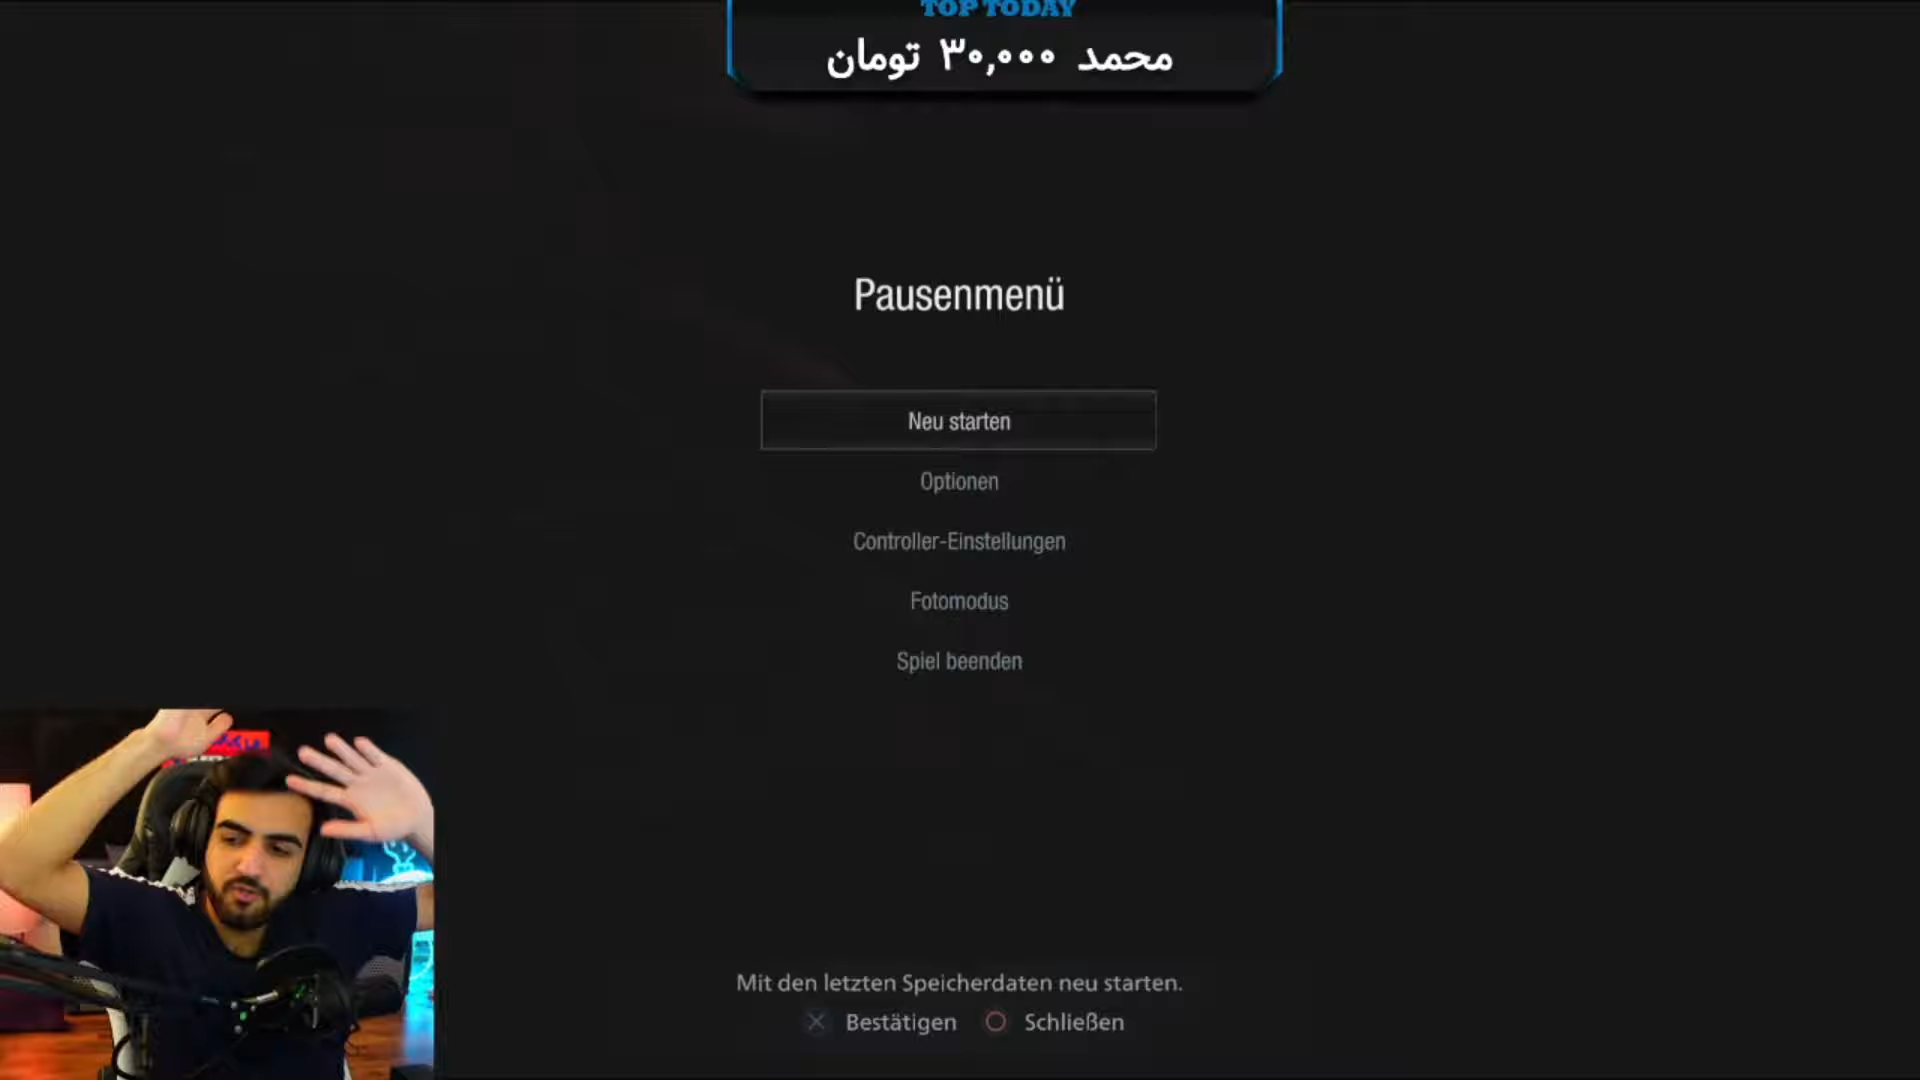 TOP TODAY
محمد ۳۰,۰۰۰ تومان
Pausenmenü
Neu starten
Optionen
Controller-Einstellungen
Fotomodus
Spiel beenden
Mit den letzten Speicherdaten neu starten.
Bestätigen Schließen